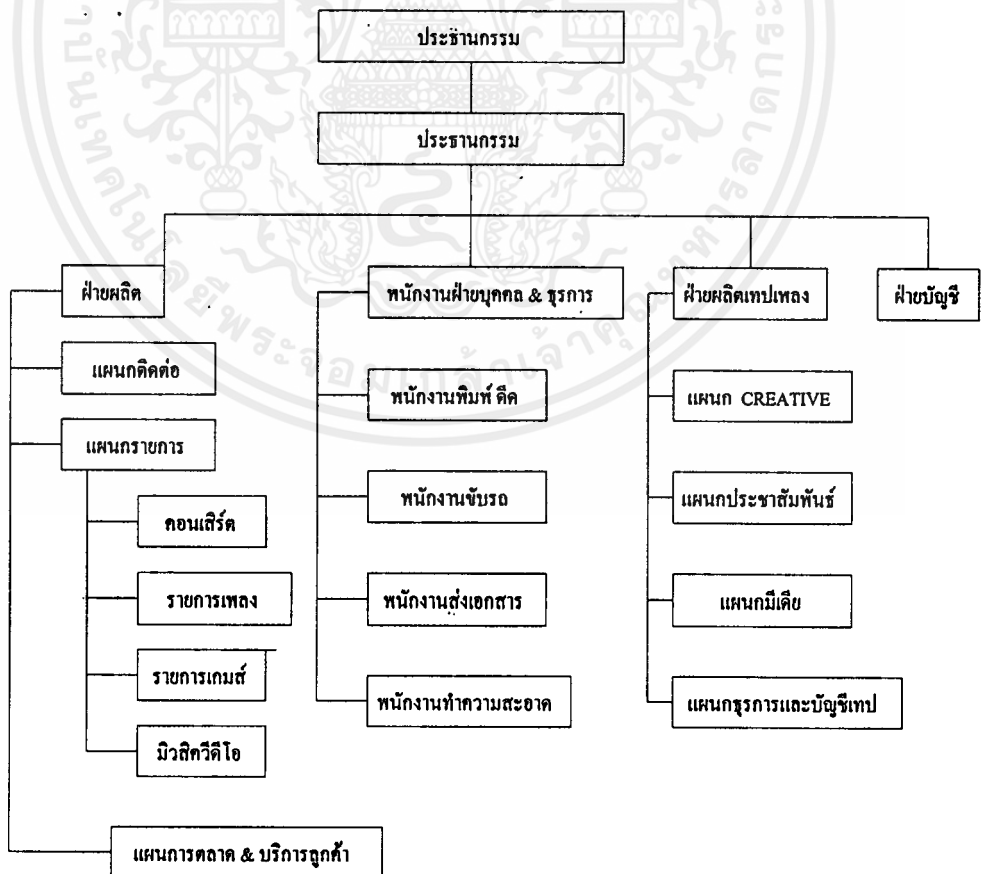 ประธานกรรม
ประธานกรรม
ฝ่ายผลิต
พนักงานฝ่ายบุคคล & ธุรการ
ฝ่ายผลิตเทปเพลง
ฝ่ายบัญชี
แผนกติดต่อ
แผนกรายการ
คอนเสิร์ต
รายการเพลง
รายการเกมส์
มิวสิควีดีโอ
แผนการตลาด & บริการลูกค้า
พนักงานพิมพ์ ดีด
พนักงานขับรถ
พนักงานส่งเอกสาร
พนักงานทำความสะอาด
แผนก CREATIVE
แผนกประชาสัมพันธ์
แผนกมีเดีย
แผนกธุรการและบัญชีเทป